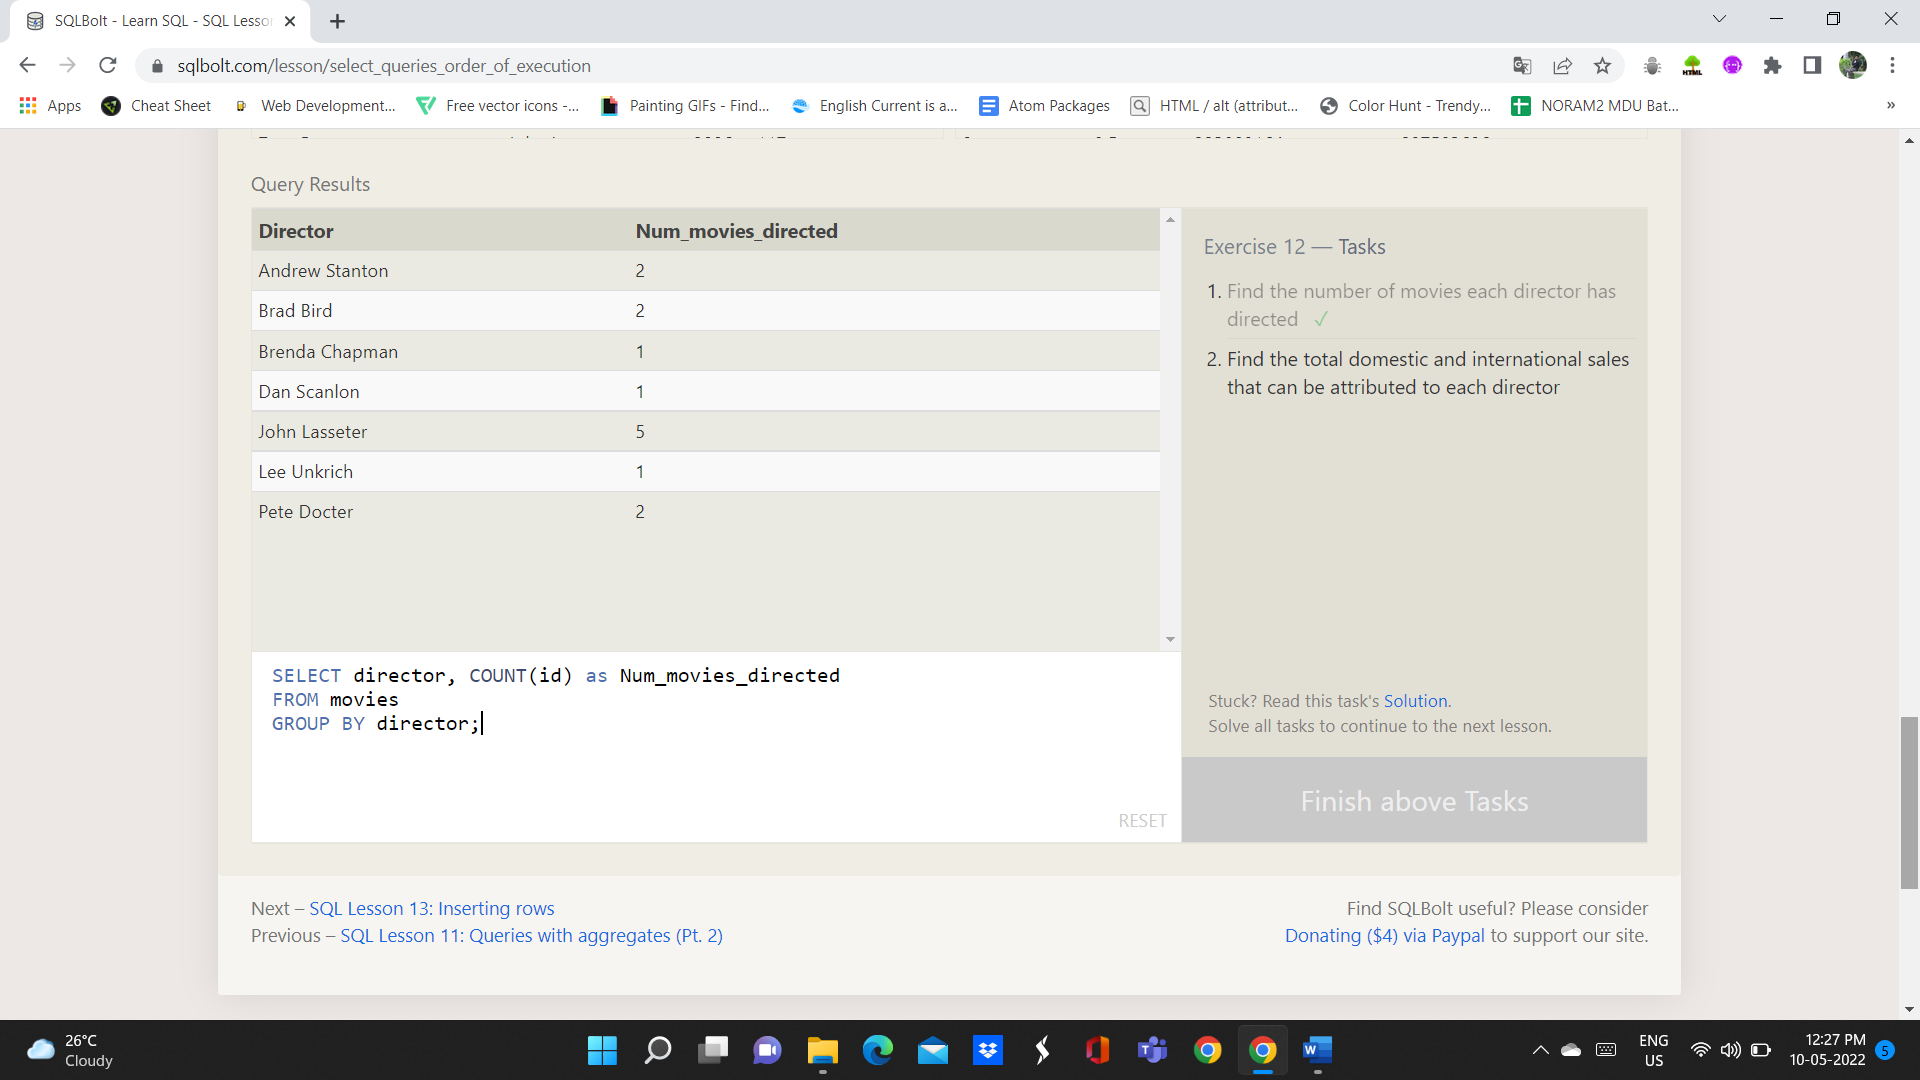 SQLBolt - Learn SQL - SQL Lesso
sqlbolt.com/lesson/select_queries_order_of_execution
Apps
Cheat Sheet
Web Development...
Free vector icons -...
Painting GIFs - Find...
English Current is a...
Atom Packages
HTML / alt (attribut...
Color Hunt - Trendy...
NORAM2 MDU Bat...
»
Query Results
Director Num_movies_directed
Andrew Stanton 2
Brad Bird 2
Brenda Chapman 1
Dan Scanlon 1
John Lasseter 5
Lee Unkrich 1
Pete Docter 2
Exercise 12 — Tasks
1. Find the number of movies each director has
directed ✓
2. Find the total domestic and international sales
that can be attributed to each director
SELECT director, COUNT(id) as Num_movies_directed
FROM movies
GROUP BY director;
RESET
Stuck? Read this task's Solution.
Solve all tasks to continue to the next lesson.
Finish above Tasks
Next – SQL Lesson 13: Inserting rows
Previous – SQL Lesson 11: Queries with aggregates (Pt. 2)
Find SQLBolt useful? Please consider
Donating ($4) via Paypal to support our site.
26°C
Cloudy
ENG
US
12:27 PM
10-05-2022
5